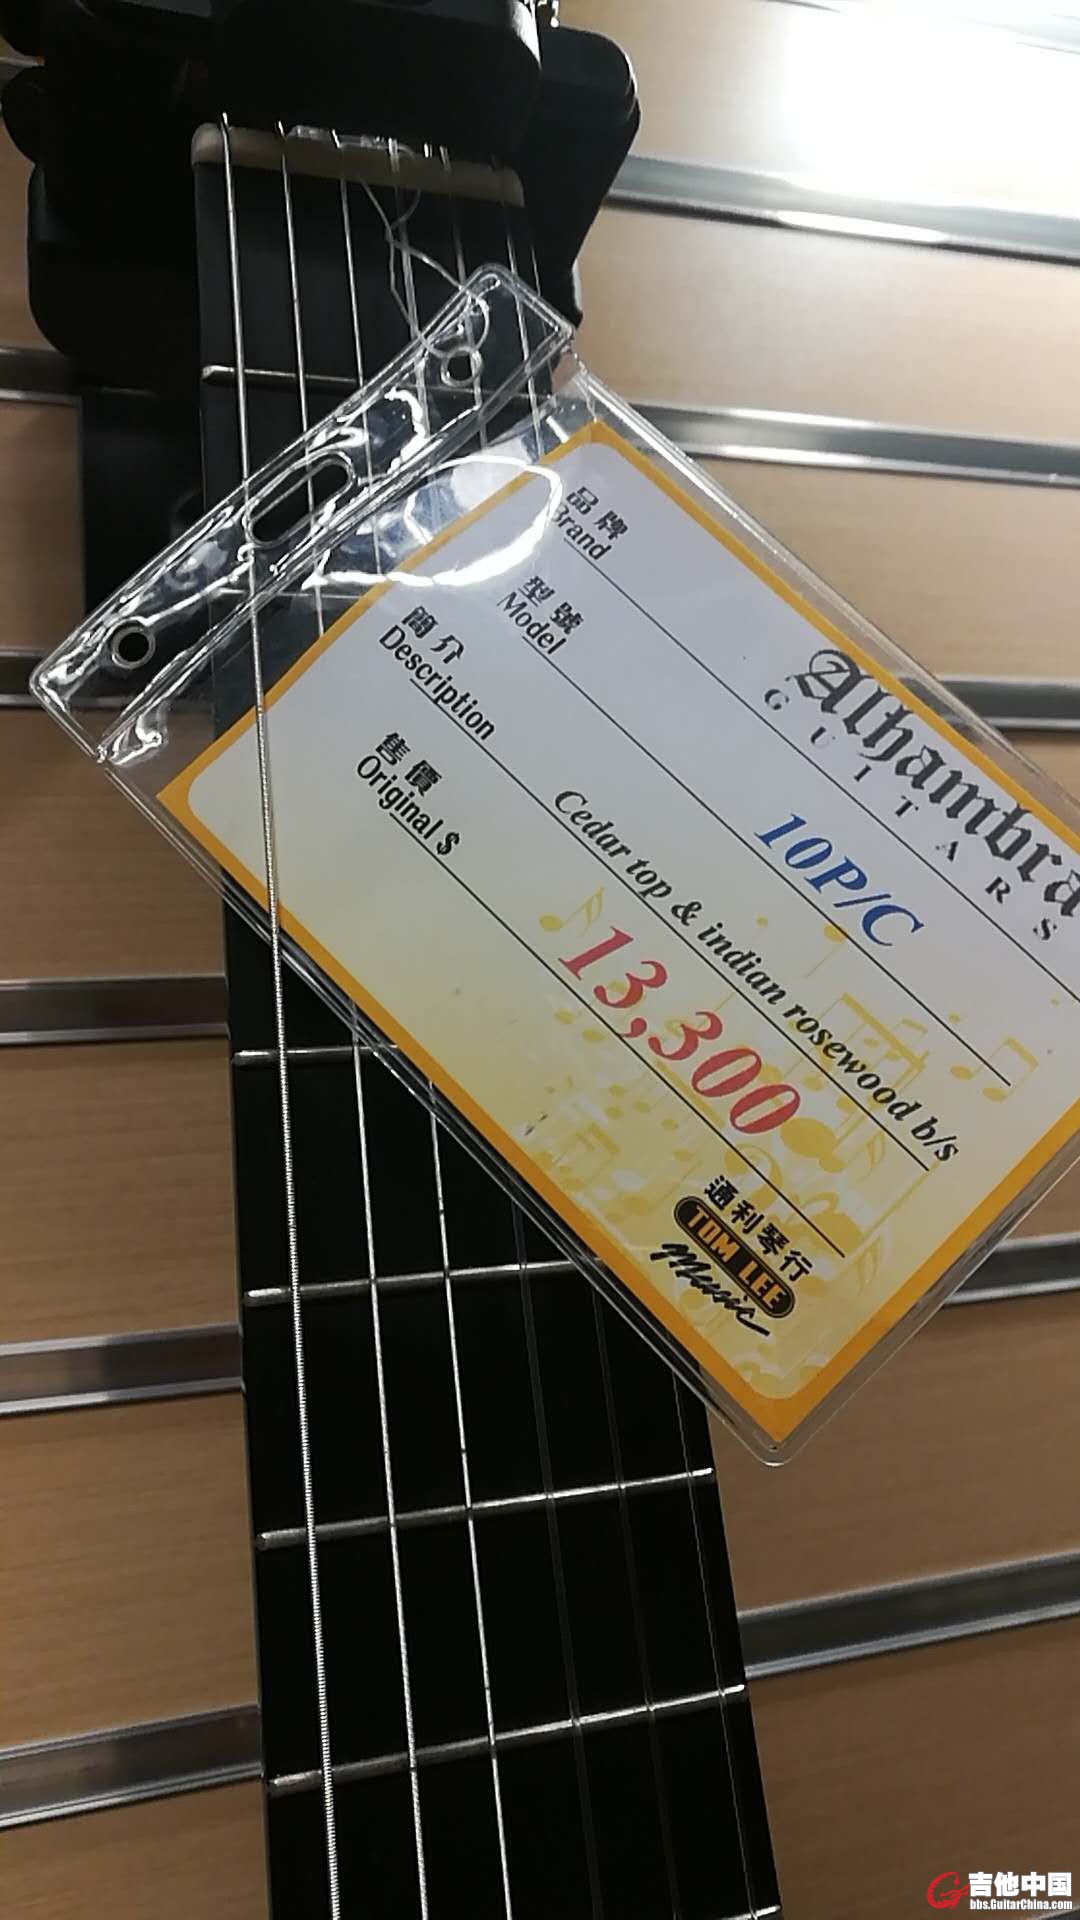 品牌
Brand
Alhambra
GUITARS
型號
Model
10P/C
簡介
Description
Cedar top & indian rosewood b/s
售價
Original $
13,300
通利琴行
TOM LEE
Music
吉他中国
bbs.GuitarChina.com